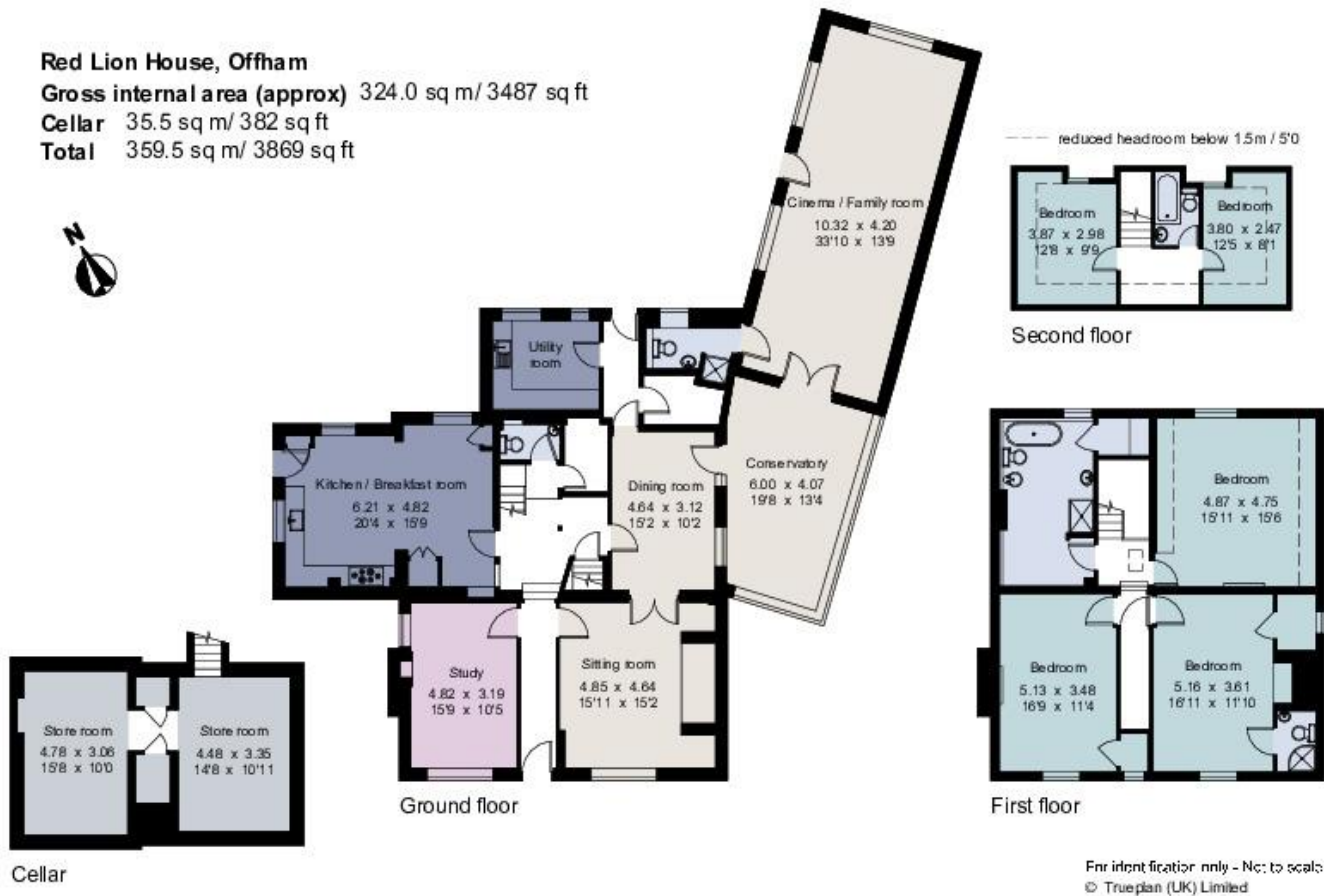 Red Lion House, Offham
Gross internal area (approx) 324.0 sq m/ 3487 sq ft
Cellar 35.5 sq m/ 382 sq ft
Total 359.5 sq m/ 3869 sq ft
N
reduced headroom below 1.5m / 5'0
Cinema / Family room
10.32 x 4.20
33'10 x 13'9
Bedroom
3.87 x 2.98
12'8 x 9'9
Bedroom
3.80 x 2.47
12'5 x 8'1
Second floor
Utility
room
Kitchen / Breakfast room
6.21 x 4.82
20'4 x 15'9
Dining room
4.64 x 3.12
15'2 x 10'2
Conservatory
6.00 x 4.07
19'8 x 13'4
Study
4.82 x 3.19
15'9 x 10'5
Sitting room
4.85 x 4.64
15'11 x 15'2
Ground floor
Bedroom
4.87 x 4.75
15'11 x 15'6
Bedroom
5.13 x 3.48
16'9 x 11'4
Bedroom
5.16 x 3.61
16'11 x 11'10
First floor
Store room
4.78 x 3.06
15'8 x 10'0
Store room
4.48 x 3.35
14'8 x 10'11
Cellar
For identification only - Not to scale
© Trueplan (UK) Limited